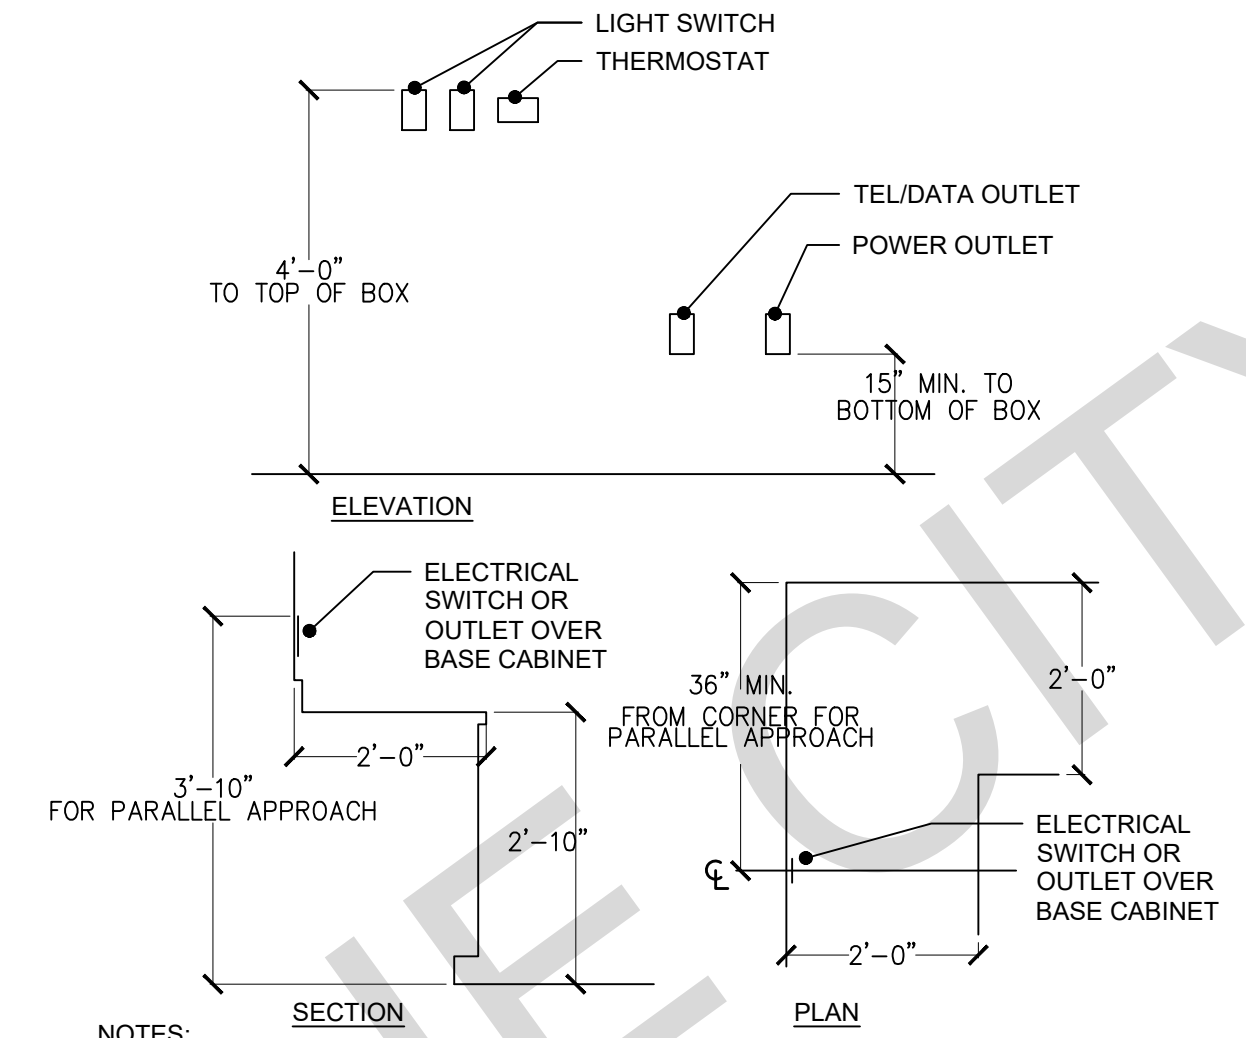 LIGHT SWITCH
THERMOSTAT
TEL/DATA OUTLET
POWER OUTLET
4'-0"
TO TOP OF BOX
15" MIN. TO
BOTTOM OF BOX
ELEVATION
ELECTRICAL
SWITCH OR
OUTLET OVER
BASE CABINET
2'-0"
3'-10"
FOR PARALLEL APPROACH
2'-10"
SECTION
36" MIN.
FROM CORNER FOR
PARALLEL APPROACH
2'-0"
ELECTRICAL
SWITCH OR
OUTLET OVER
BASE CABINET
℄
2'-0"
PLAN
NOTES:
E CITY